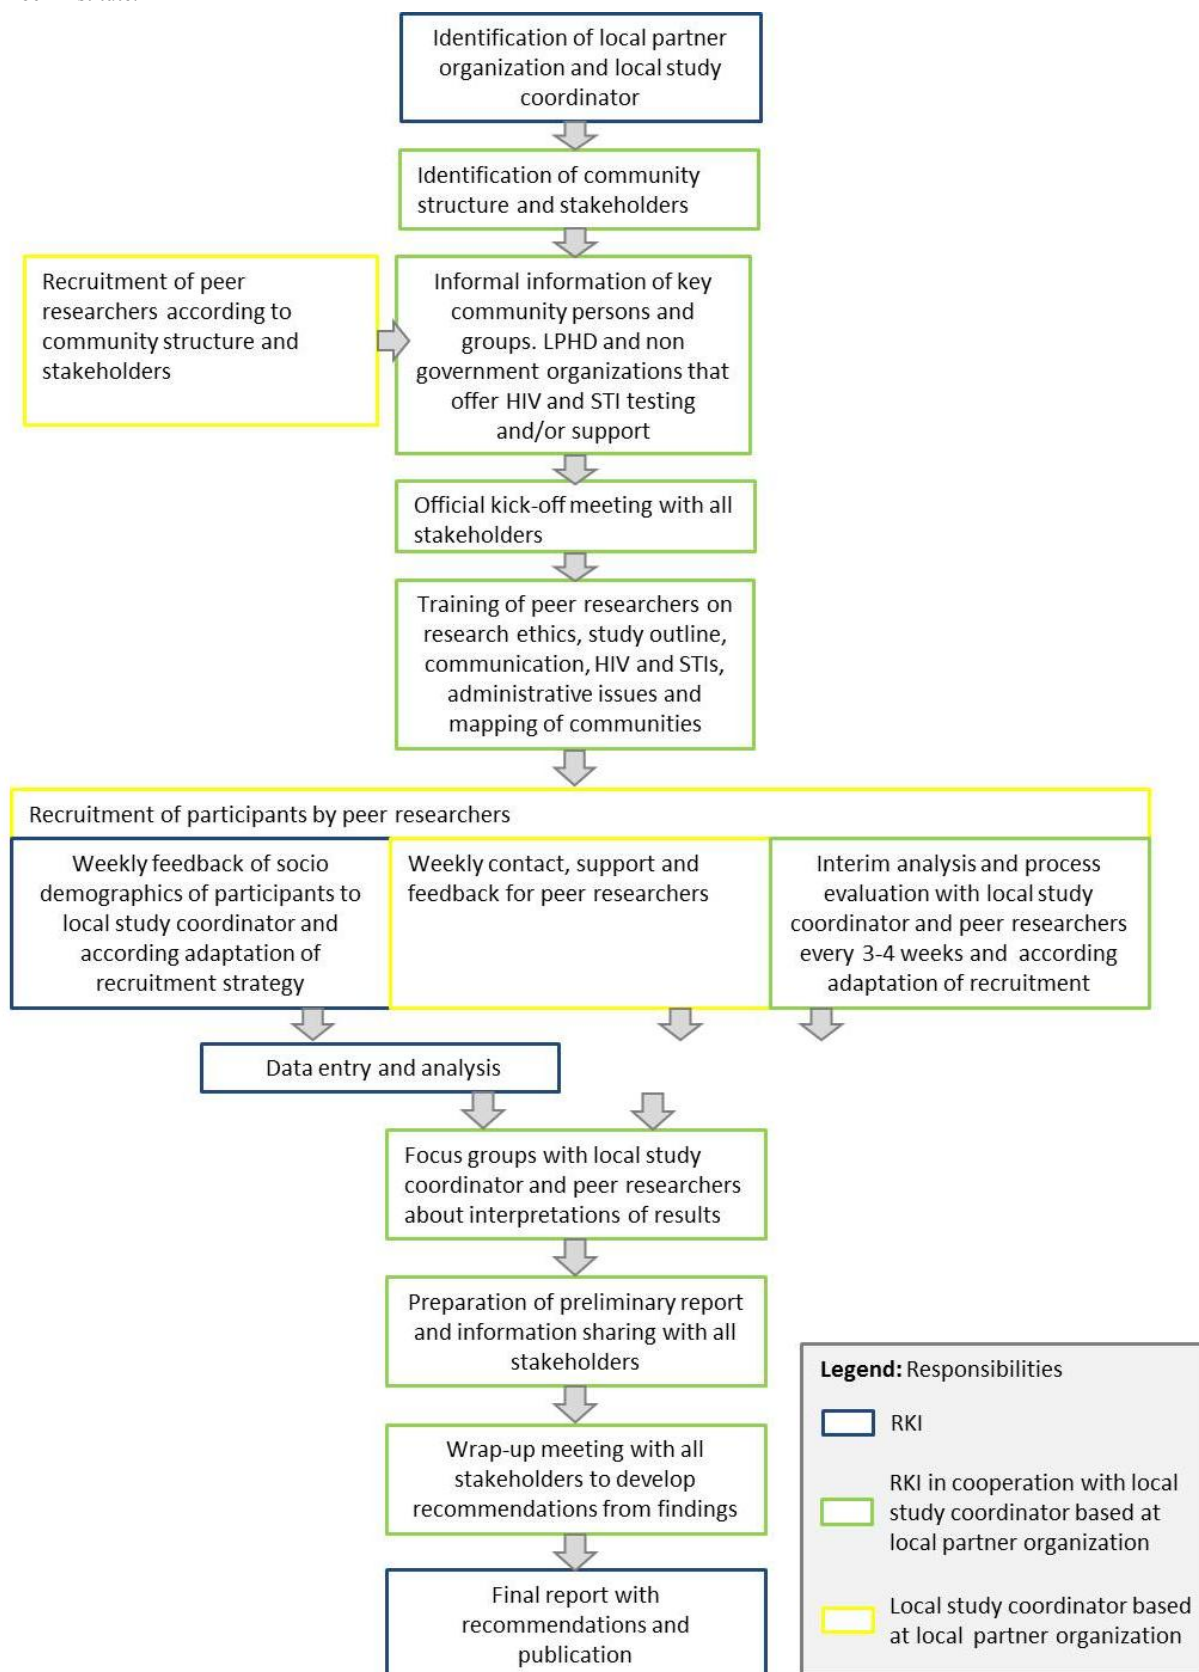 Identification of local partner
organization and local study
coordinator
Identification of community
structure and stakeholders
Recruitment of peer
researchers according to
community structure and
stakeholders
Informal information of key
community persons and
groups. LPHD and non
government organizations that
offer HIV and STI testing
and/or support
Official kick-off meeting with all
stakeholders
Training of peer researchers on
research ethics, study outline,
communication, HIV and STIs,
administrative issues and
mapping of communities
Recruitment of participants by peer researchers
Weekly feedback of socio
demographics of participants to
local study coordinator and
according adaptation of
recruitment strategy
Weekly contact, support and
feedback for peer researchers
Interim analysis and process
evaluation with local study
coordinator and peer researchers
every 3-4 weeks and according
adaptation of recruitment
Data entry and analysis
Focus groups with local study
coordinator and peer researchers
about interpretations of results
Preparation of preliminary report
and information sharing with all
stakeholders
Wrap-up meeting with all
stakeholders to develop
recommendations from findings
Final report with
recommendations and
publication
Legend: Responsibilities
RKI
RKI in cooperation with local
study coordinator based at
local partner organization
Local study coordinator based
at local partner organization